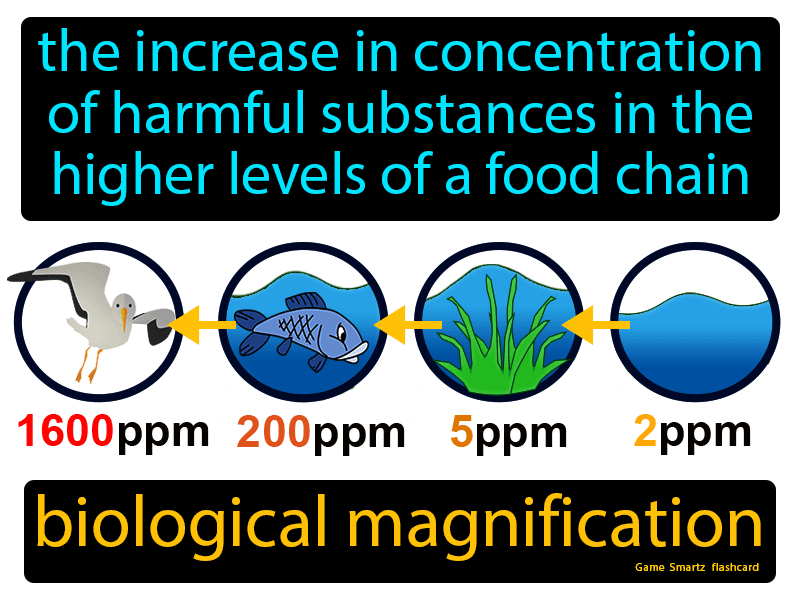 the increase in concentration
of harmful substances in the
higher levels of a food chain
1600ppm 200ppm 5ppm 2ppm
biological magnification
Game Smartz flashcard